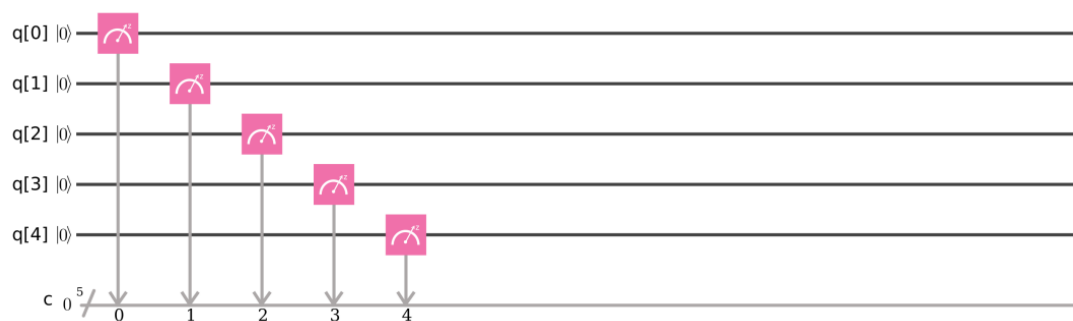 q[0] |0⟩ z
q[1] |0⟩ z
q[2] |0⟩ z
q[3] |0⟩ z
q[4] |0⟩ z
c 0 5
0 1 2 3 4